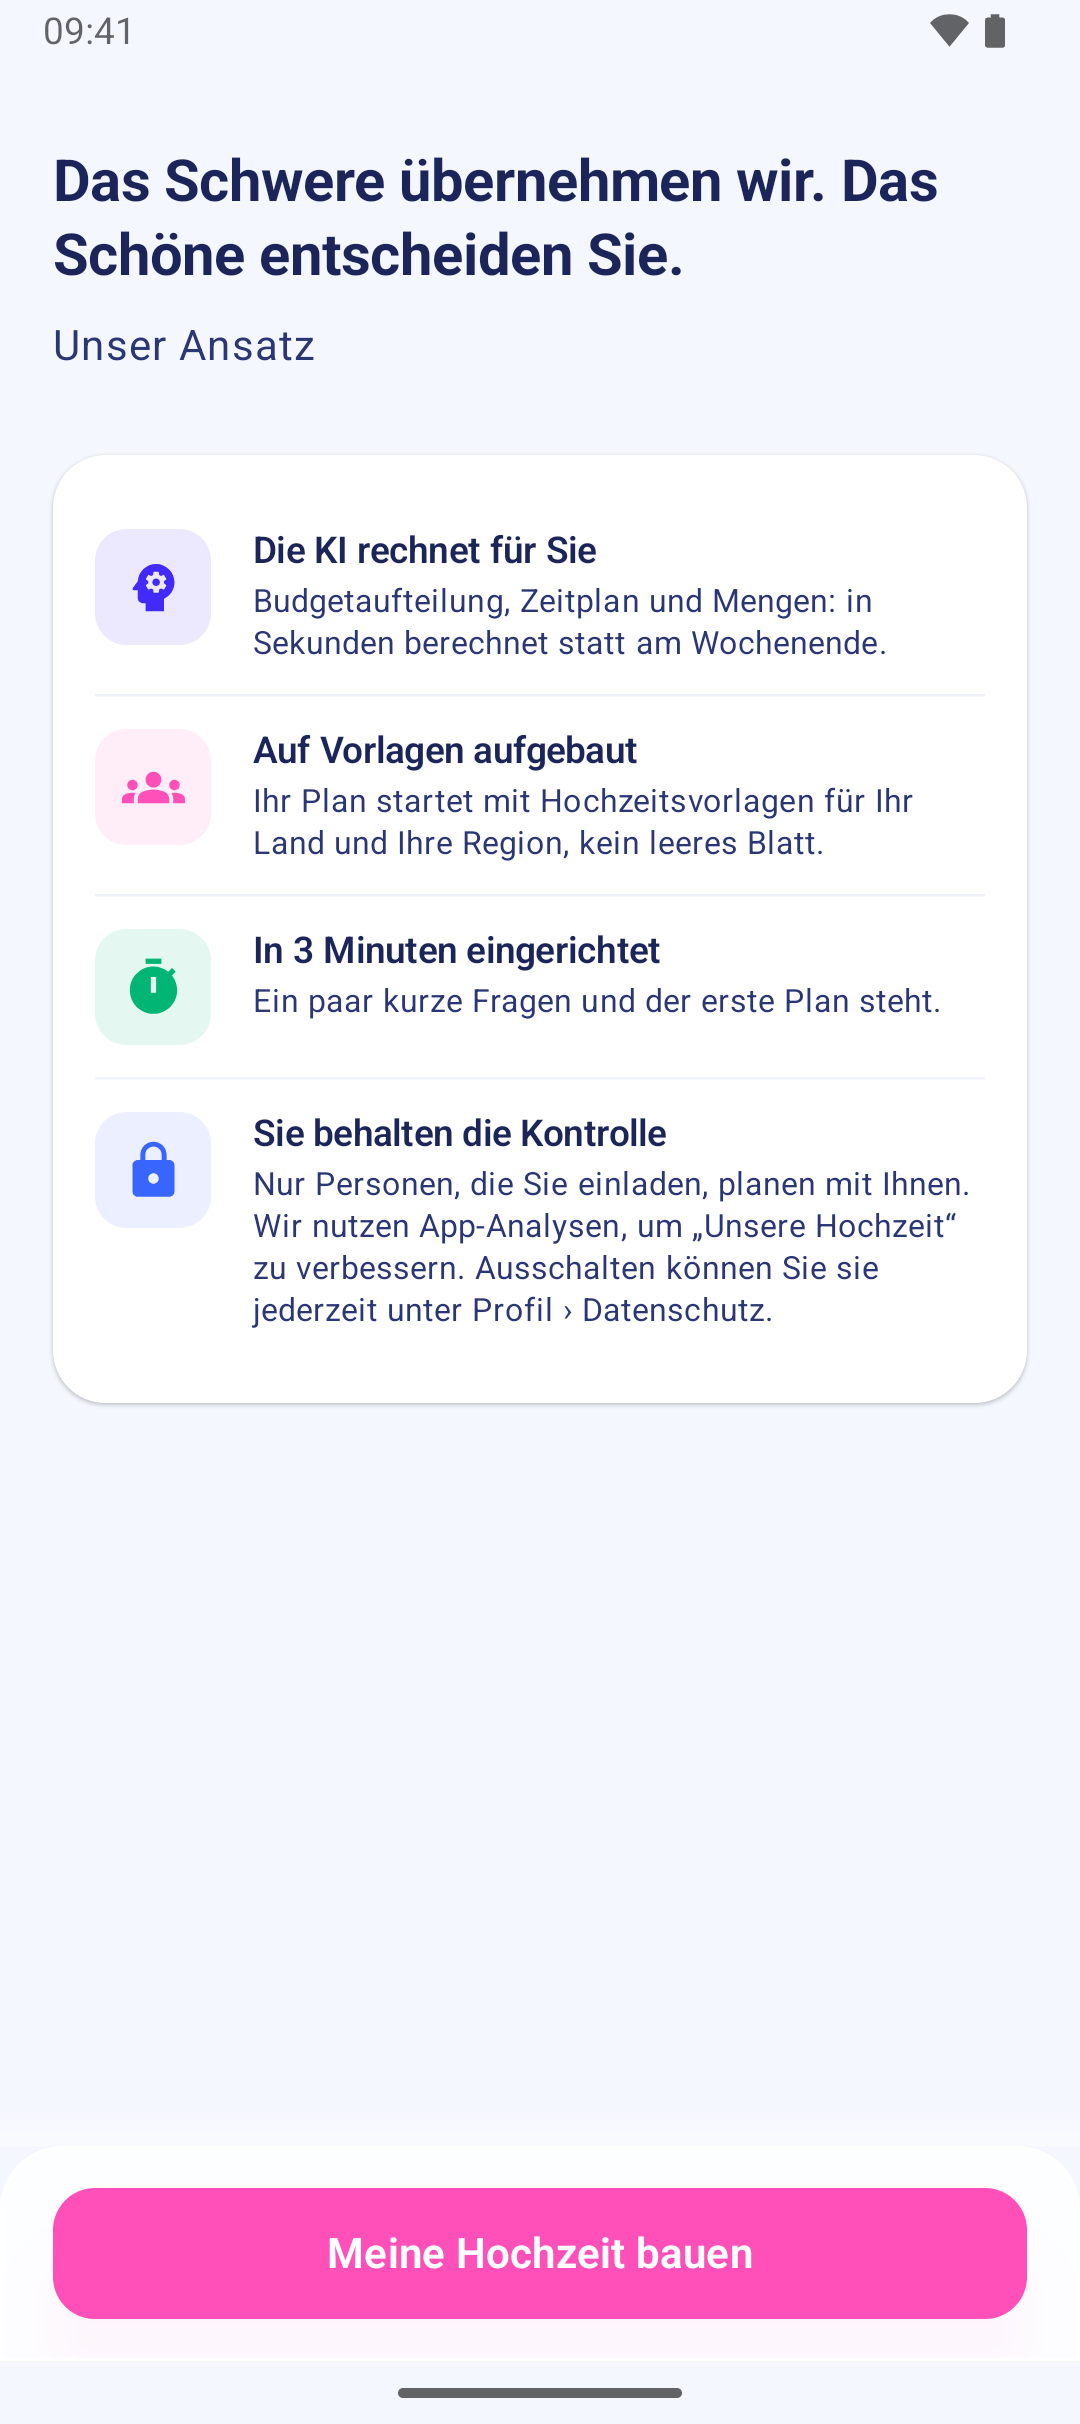 09:41
Das Schwere übernehmen wir. Das
Schöne entscheiden Sie.
Unser Ansatz
Die KI rechnet für Sie
Budgetaufteilung, Zeitplan und Mengen: in
Sekunden berechnet statt am Wochenende.
Auf Vorlagen aufgebaut
Ihr Plan startet mit Hochzeitsvorlagen für Ihr
Land und Ihre Region, kein leeres Blatt.
In 3 Minuten eingerichtet
Ein paar kurze Fragen und der erste Plan steht.
Sie behalten die Kontrolle
Nur Personen, die Sie einladen, planen mit Ihnen.
Wir nutzen App-Analysen, um „Unsere Hochzeit“
zu verbessern. Ausschalten können Sie sie
jederzeit unter Profil › Datenschutz.
Meine Hochzeit bauen